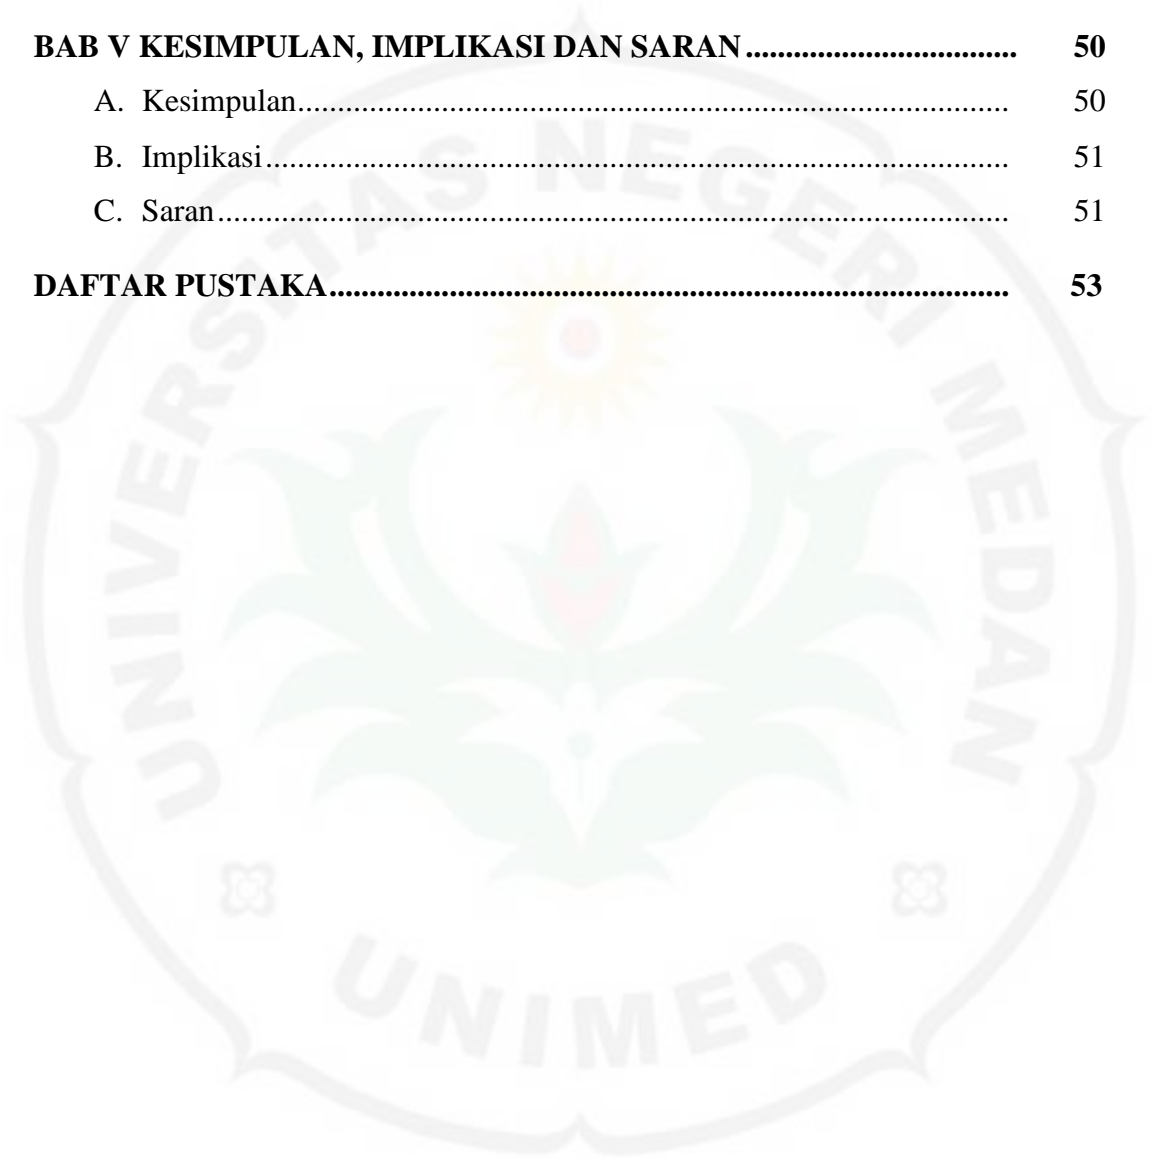 BAB V KESIMPULAN, IMPLIKASI DAN SARAN.................................. 50
A. Kesimpulan......................................................................................... 50
B. Implikasi............................................................................................. 51
C. Saran................................................................................................... 51
DAFTAR PUSTAKA..................................................................................... 53
UNIVERSITAS NEGERI MEDAN
UNIMED